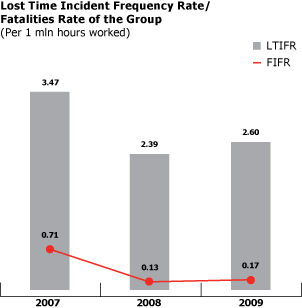 Lost Time Incident Frequency Rate/
Fatalities Rate of the Group
(Per 1 mln hours worked)
LTIFR
FIFR
3.47
2.39
2.60
0.71
0.13
0.17
2007 2008 2009